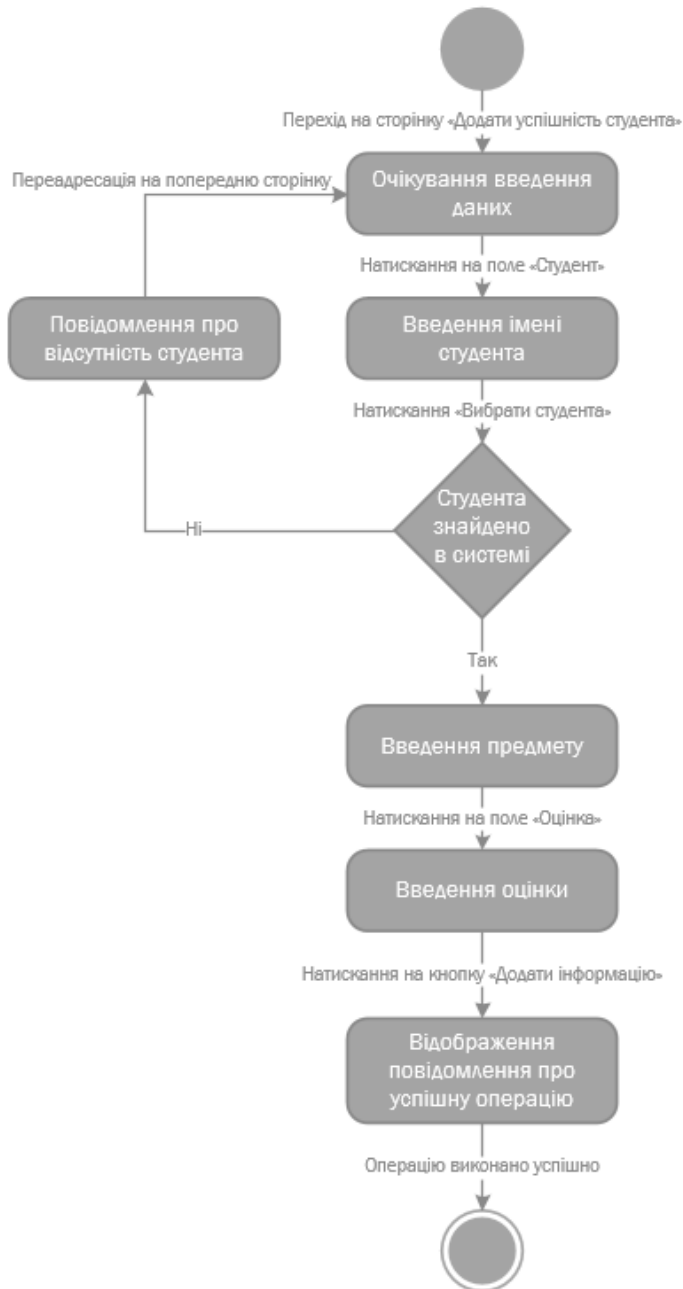 Перехід на сторінку «Додати успішність студента»
Переадресація на попередню сторінку
Очікування введення
даних
Натискання на поле «Студент»
Повідомлення про
відсутність студента
Введення імені
студента
Натискання «Вибрати студента»
Студента
знайдено
в системі
Ні
Так
Введення предмету
Натискання на поле «Оцінка»
Введення оцінки
Натискання на кнопку «Додати інформацію»
Відображення
повідомлення про
успішну операцію
Операцію виконано успішно